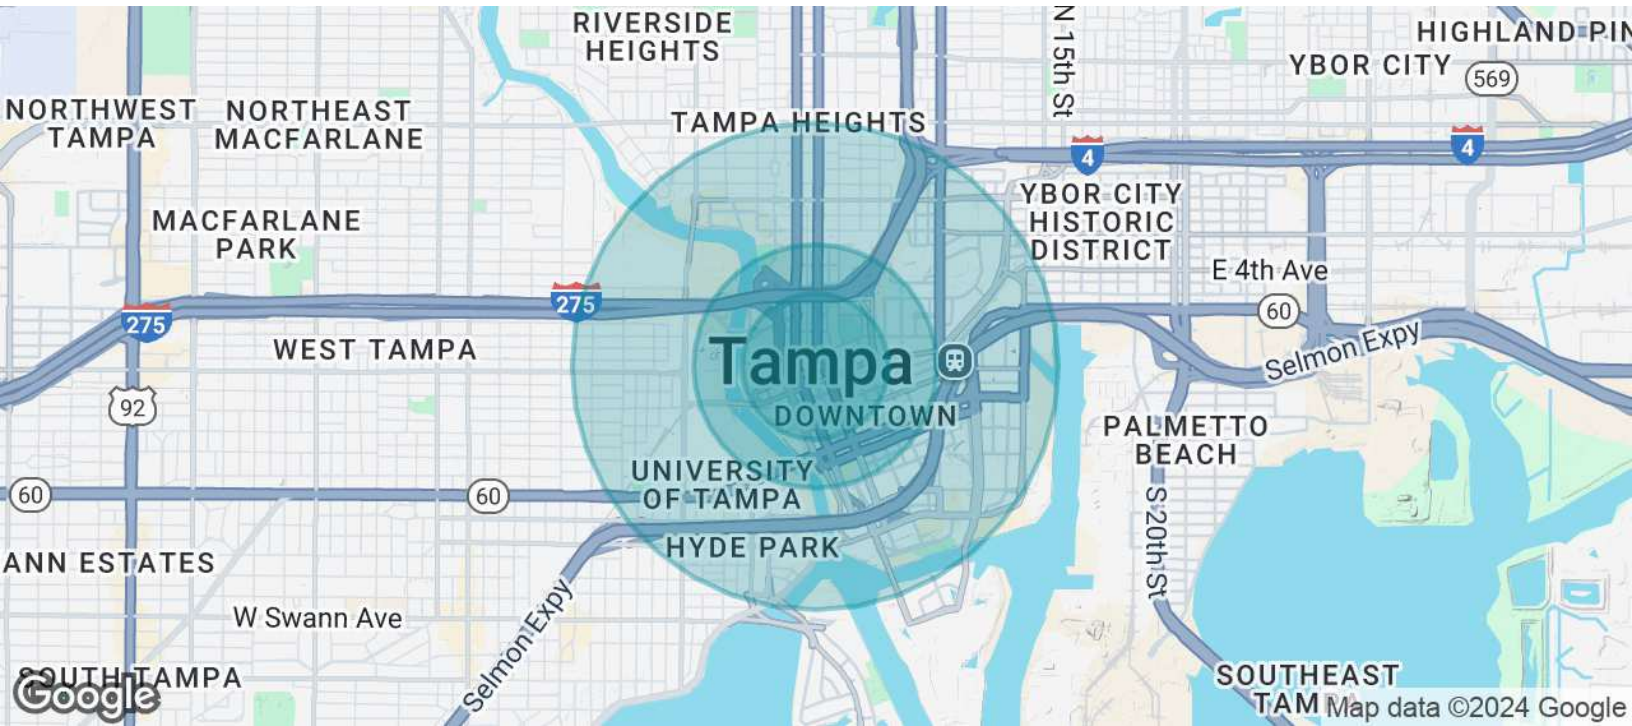 RIVERSIDE
HEIGHTS
N 15th St
HIGHLAND PIN
YBOR CITY
569
NORTHWEST
TAMPA
NORTHEAST
MACFARLANE
TAMPA HEIGHTS
4
4
MACFARLANE
PARK
YBOR CITY
HISTORIC
DISTRICT
E 4th Ave
275
275
60
WEST TAMPA
Tampa
Selmon Expy
92
DOWNTOWN
PALMETTO
BEACH
UNIVERSITY
OF TAMPA
60
60
S 20th St
HYDE PARK
ANN ESTATES
W Swann Ave
Selmon Expy
SOUTH TAMPA
SOUTHEAST
TAMPA
Google
Map data ©2024 Google